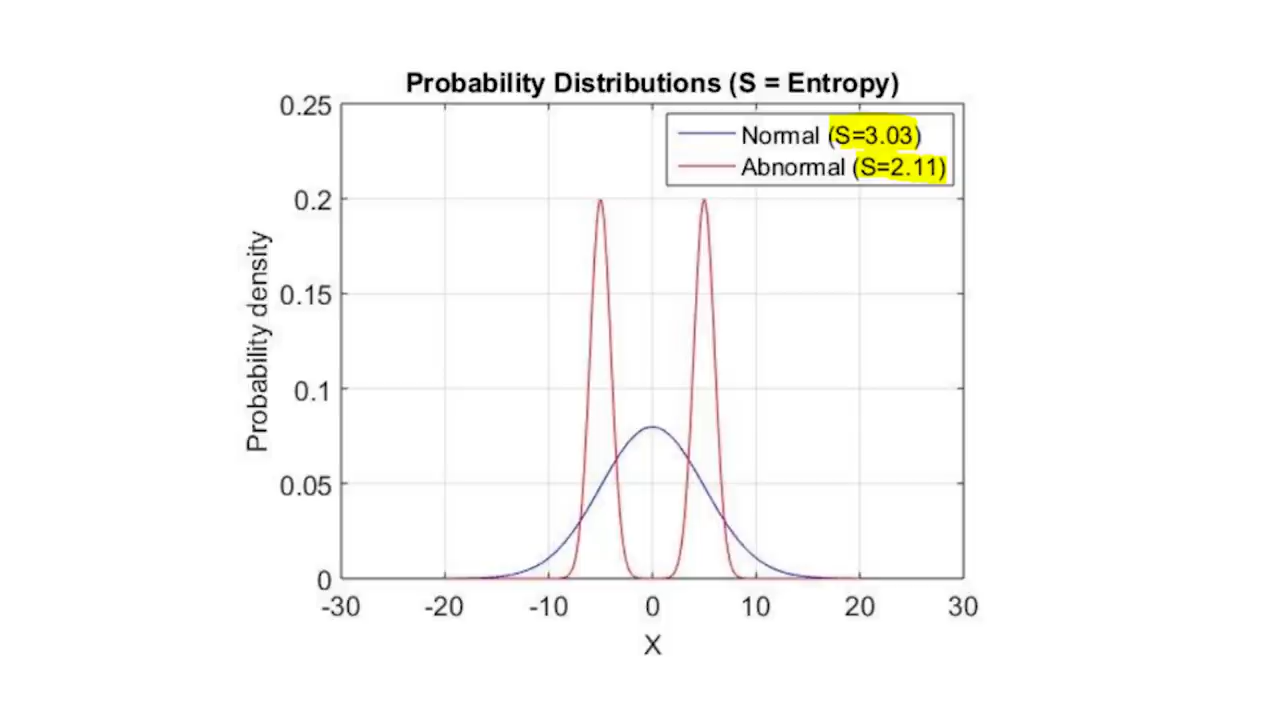 Probability Distributions (S = Entropy)
Normal (S=3.03)
Abnormal (S=2.11)
Probability density
0.25
0.2
0.15
0.1
0.05
0
-30 -20 -10 0 10 20 30
X